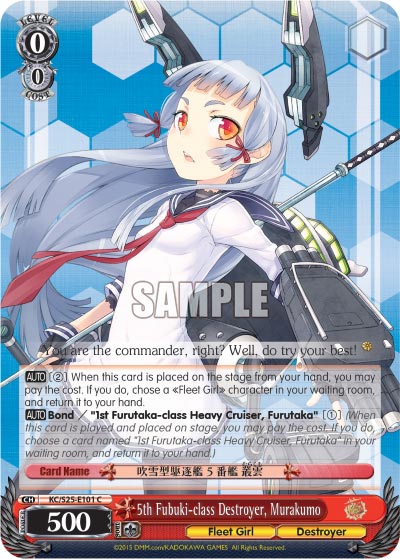 LEVEL
0
0
COST
SAMPLE
You are the commander, right? Well, do try your best!
AUTO [②] When this card is placed on the stage from your hand, you may
pay the cost. If you do, chose a «Fleet Girl» character in your waiting room,
and return it to your hand.
AUTO Bond / "1st Furutaka-class Heavy Cruiser, Furutaka" [①] (When
this card is played and placed on stage, you may pay the cost. If you do,
choose a card named "1st Furutaka-class Heavy Cruiser, Furutaka" in your
waiting room, and return it to your hand.)
Card Name 吹雪型駆逐艦5番艦 叢雲
CH KC/S25-E101 C
5th Fubuki-class Destroyer, Murakumo
POWER 500 SOUL
Fleet Girl Destroyer
©2015 DMM.com/KADOKAWA GAMES All Rights Reserved.